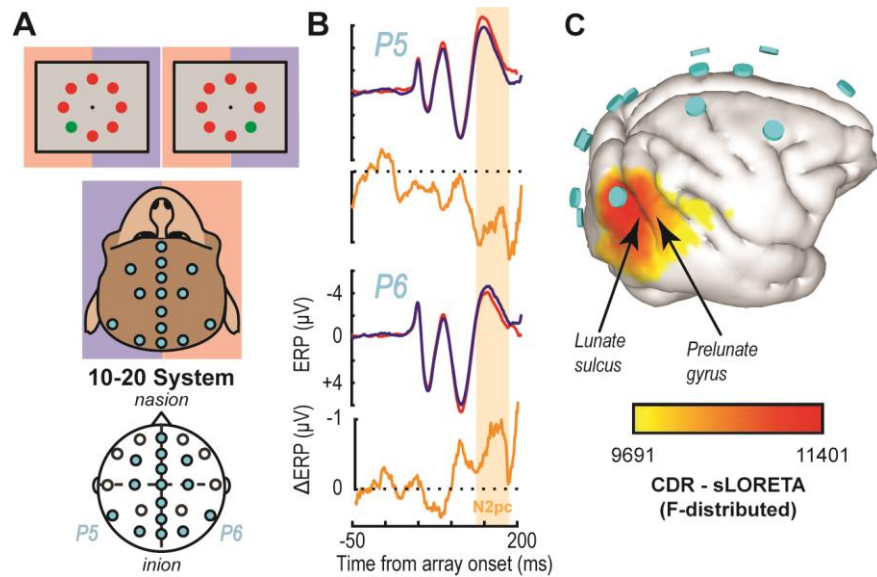 A
10-20 System
nasion
P5
P6
inion
B
P5
P6
-4
0
+4
ERP (µV)
-1
0
ΔERP (µV)
N2pc
-50
200
Time from array onset (ms)
C
Lunate
sulcus
Prelunate
gyrus
9691
11401
CDR - sLORETA
(F-distributed)